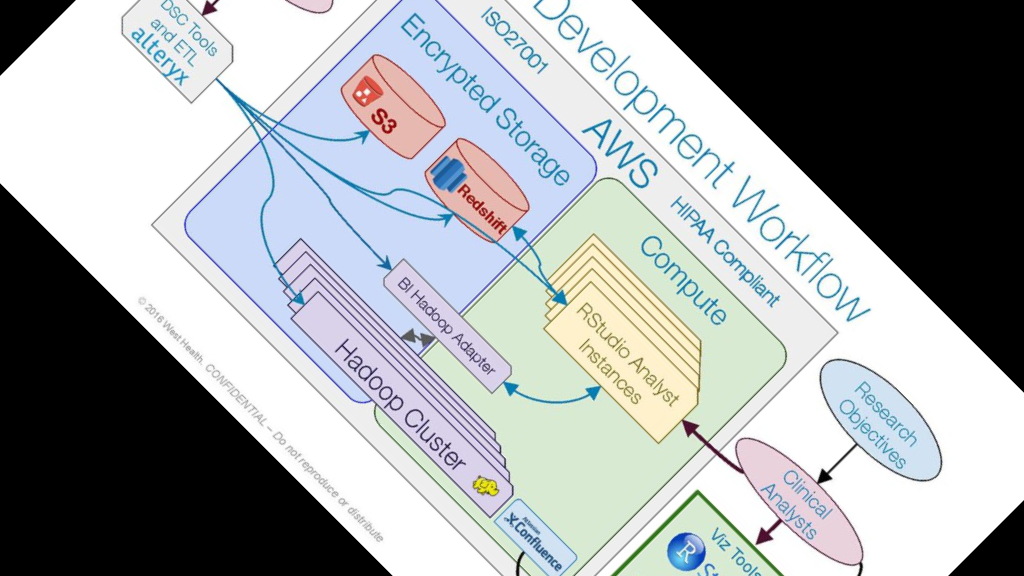 Development Workflow
ISO27001
AWS
HIPAA Compliant
DSC Tools
and ETL
alteryx
Encrypted Storage
S3
Redshift
Compute
RStudio Analyst
Instances
BI Hadoop Adapter
Hadoop Cluster
Confluence
Research
Objectives
Clinical
Analysts
Viz Tools
R
© 2016 West Health. CONFIDENTIAL – Do not reproduce or distribute